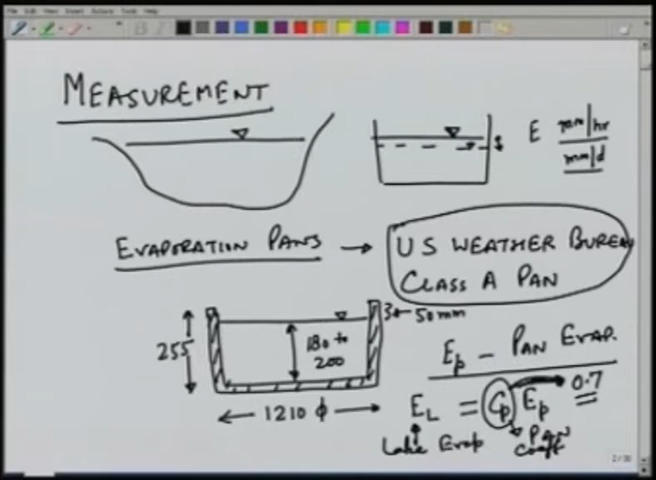 MEASUREMENT
E mm/hr
mm/d
EVAPORATION PANS → US WEATHER BUREAU
CLASS A PAN
255
180 to
200
50mm
1210 φ
Ep - PAN EVAP.
EL = Cp Ep 0.7
Lake Evap
PAN
coeff
2/30